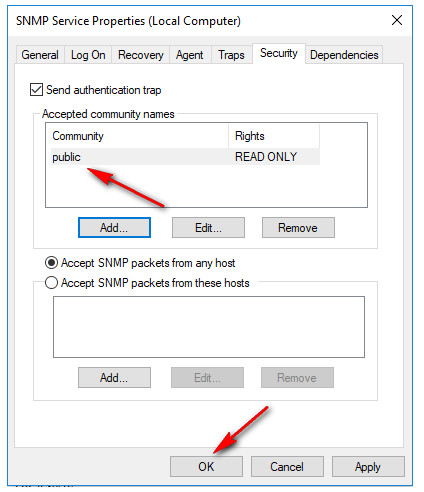 SNMP Service Properties (Local Computer)
General Log On Recovery Agent Traps Security Dependencies
Send authentication trap
Accepted community names
Community Rights
public READ ONLY
Add... Edit... Remove
Accept SNMP packets from any host
Accept SNMP packets from these hosts
Add... Edit... Remove
OK Cancel Apply